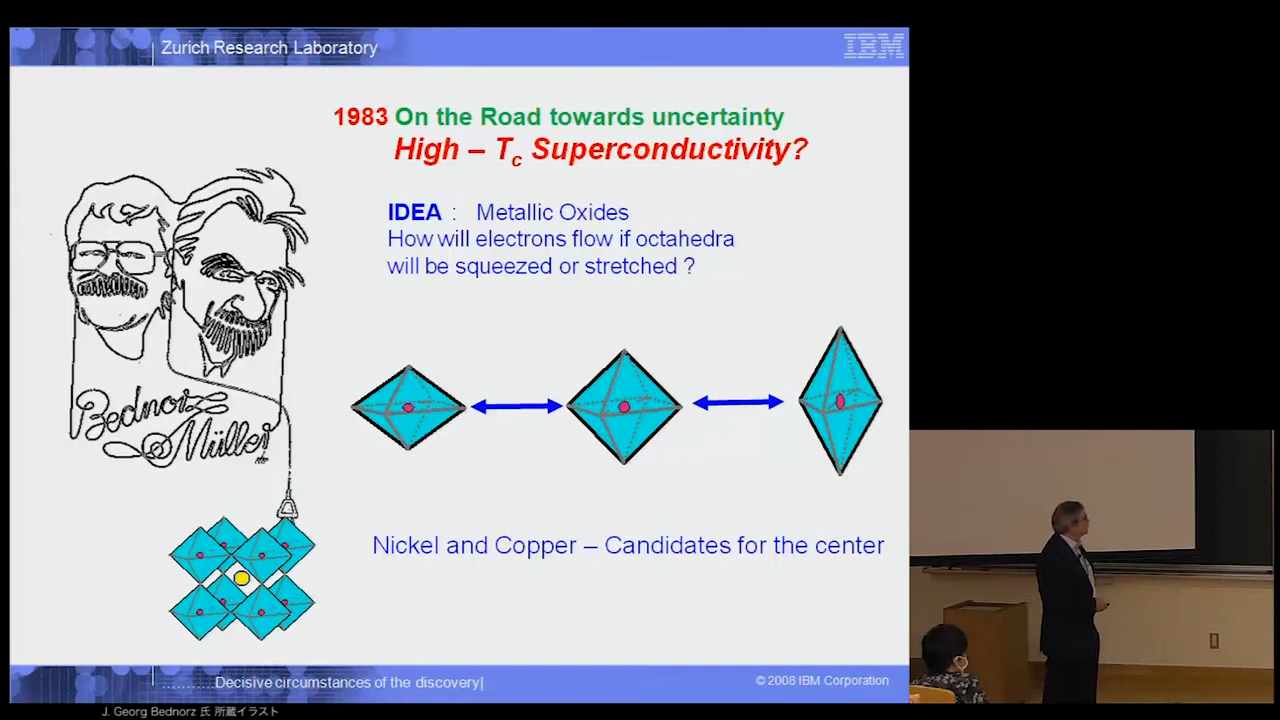 Zurich Research Laboratory
IBM
1983 On the Road towards uncertainty
High – Tc Superconductivity?
IDEA : Metallic Oxides
How will electrons flow if octahedra
will be squeezed or stretched ?
Bednorz
Müller
Nickel and Copper – Candidates for the center
...........Decisive circumstances of the discovery|
© 2008 IBM Corporation
J. Georg Bednorz 氏 所蔵イラスト